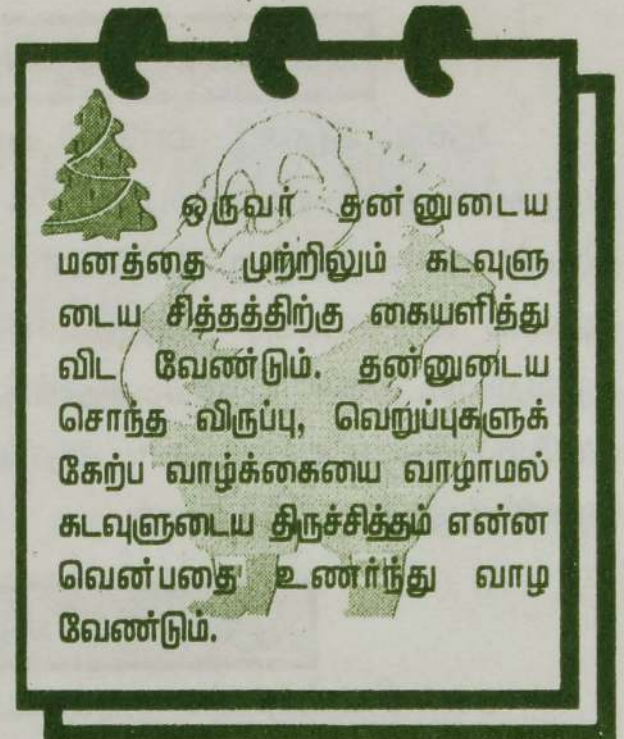 ஒருவர் தன்னுடைய
மனத்தை முற்றிலும் கடவுளு
டைய சித்தத்திற்கு கையளித்து
விட வேண்டும். தன்னுடைய
சொந்த விருப்பு, வெறுப்புகளுக்
கேற்ப வாழ்க்கையை வாழாமல்
கடவுளுடைய திருச்சித்தம் என்ன
வென்பதை உணர்ந்து வாழ
வேண்டும்.